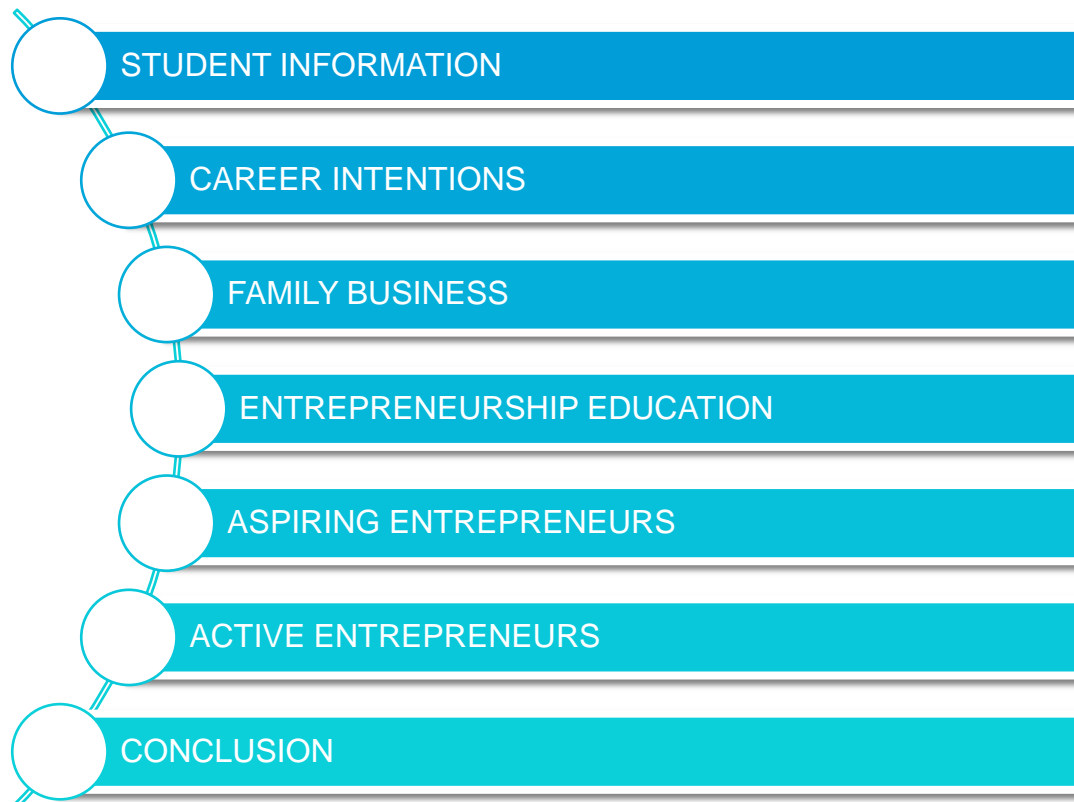 STUDENT INFORMATION
CAREER INTENTIONS
FAMILY BUSINESS
ENTREPRENEURSHIP EDUCATION
ASPIRING ENTREPRENEURS
ACTIVE ENTREPRENEURS
CONCLUSION